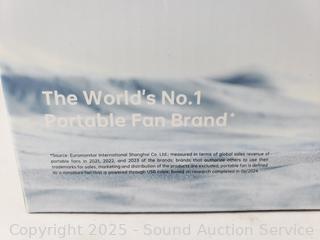 The World's No.1
Portable Fan Brand*
*Source: Euromonitor International Shanghai Co. Ltd; measured in terms of global sales revenue of
portable fans in 2021, 2022, and 2023 of the brands; brands that authorize others to use their
trademarks for sales, marketing and distribution of the products are excluded; portable fan is defined
as a miniature fan that is powered through USB cable; Based on research completed in 06/2024
Copyright 2025 - Sound Auction Service